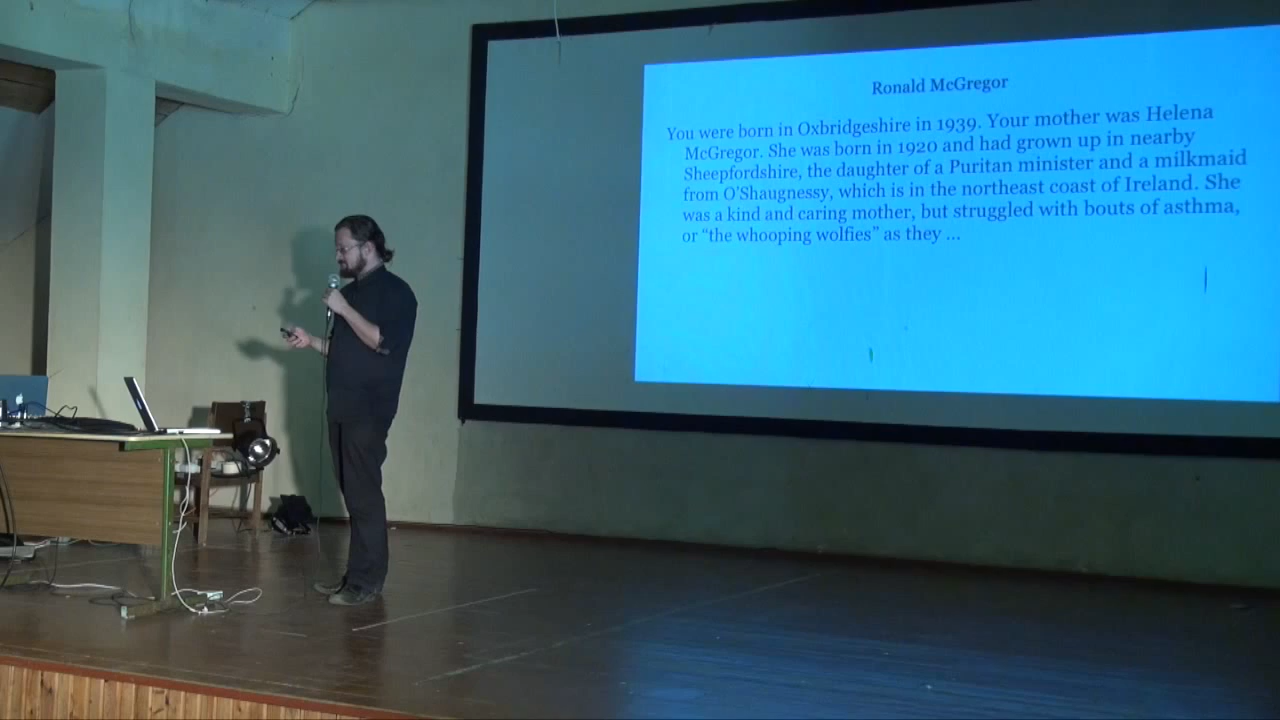 Ronald McGregor
You were born in Oxbridgeshire in 1939. Your mother was Helena
McGregor. She was born in 1920 and had grown up in nearby
Sheepfordshire, the daughter of a Puritan minister and a milkmaid
from O'Shaugnessy, which is in the northeast coast of Ireland. She
was a kind and caring mother, but struggled with bouts of asthma,
or “the whooping wolfies” as they ...